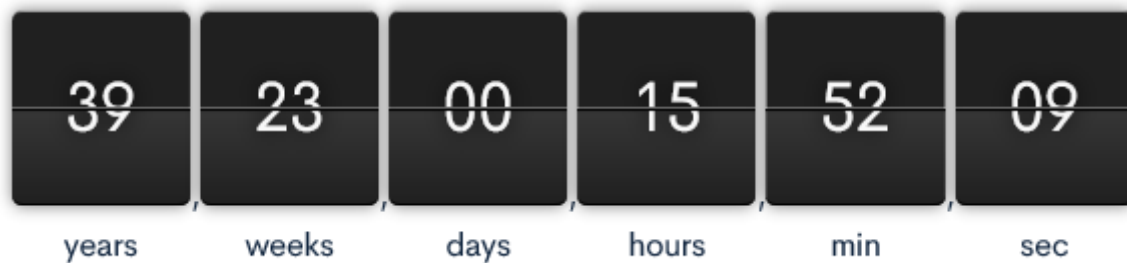 39, 23, 00, 15, 52, 09
years weeks days hours min sec